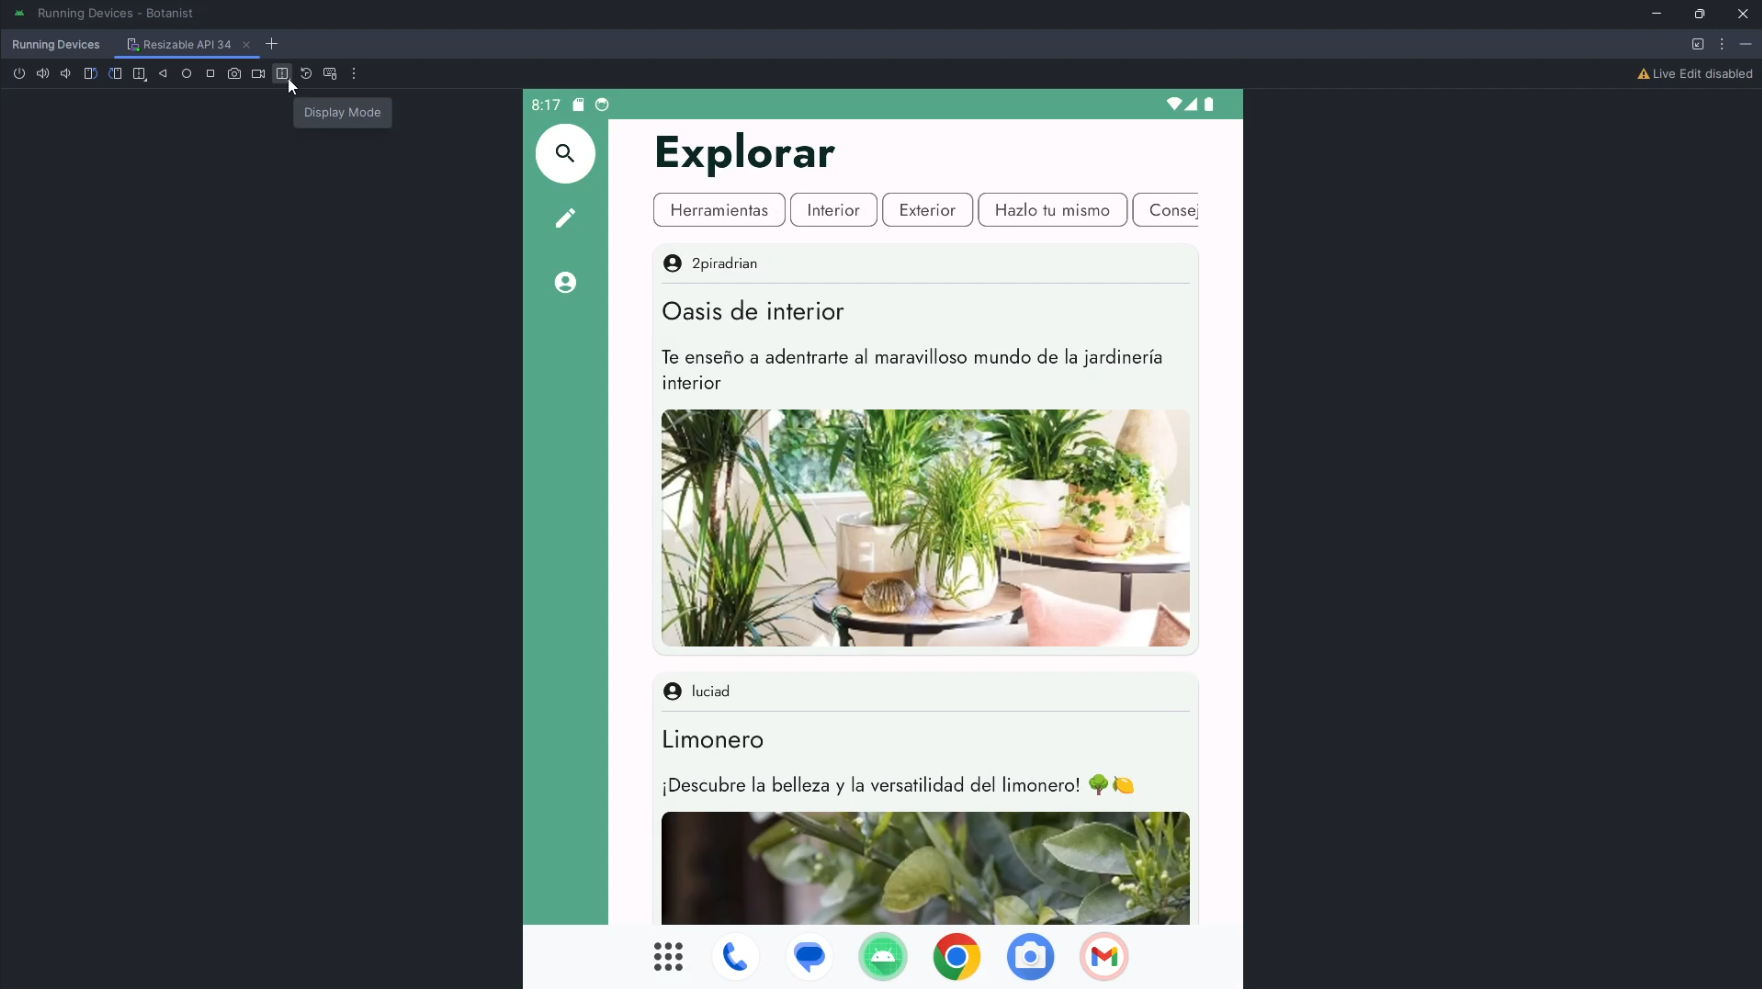 Running Devices - Botanist
Running Devices
Resizable API 34
Live Edit disabled
Display Mode
8:17
Explorar
Herramientas
Interior
Exterior
Hazlo tu mismo
Consej
2piradrian
Oasis de interior
Te enseño a adentrarte al maravilloso mundo de la jardinería
interior
luciad
Limonero
¡Descubre la belleza y la versatilidad del limonero! 🌳🍋